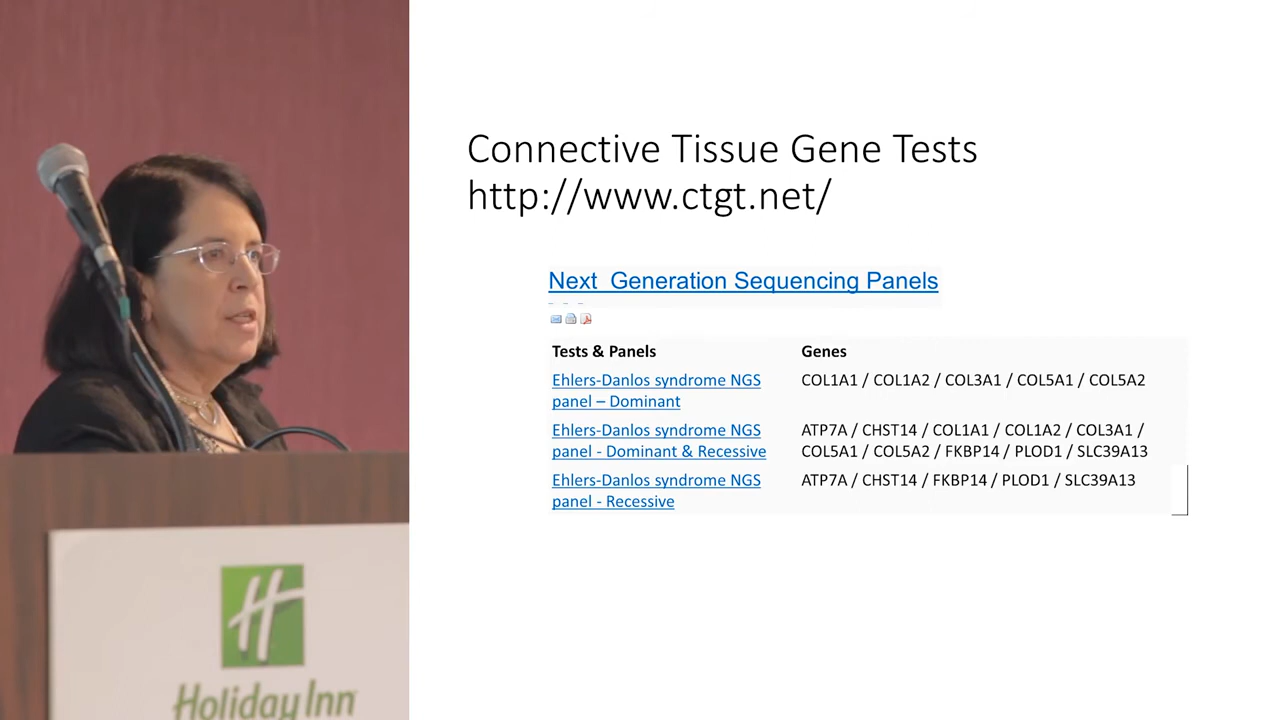 Connective Tissue Gene Tests
http://www.ctgt.net/
Next  Generation Sequencing Panels
Tests & Panels
Genes
Ehlers-Danlos syndrome NGS
panel – Dominant
COL1A1 / COL1A2 / COL3A1 / COL5A1 / COL5A2
Ehlers-Danlos syndrome NGS
panel - Dominant & Recessive
ATP7A / CHST14 / COL1A1 / COL1A2 / COL3A1 /
COL5A1 / COL5A2 / FKBP14 / PLOD1 / SLC39A13
Ehlers-Danlos syndrome NGS
panel - Recessive
ATP7A / CHST14 / FKBP14 / PLOD1 / SLC39A13
H
Holiday Inn